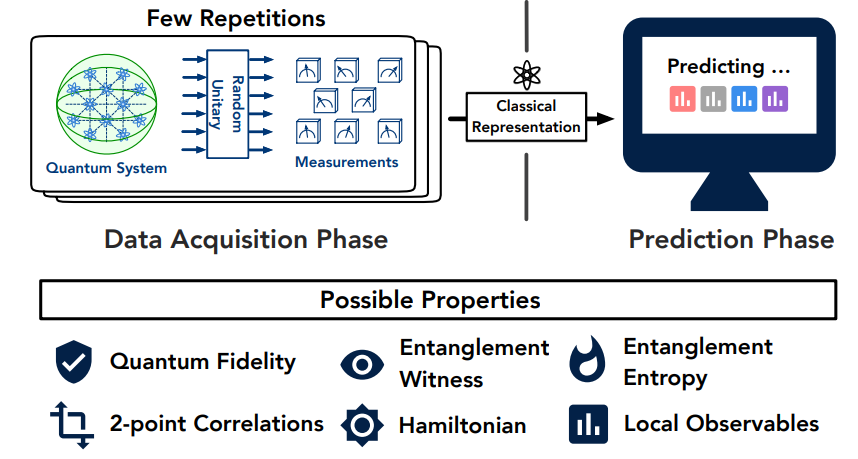 Few Repetitions
Quantum System
Random
Unitary
Measurements
Classical
Representation
Predicting ...
Data Acquisition Phase
Prediction Phase
Possible Properties
Quantum Fidelity
Entanglement
Witness
Entanglement
Entropy
2-point Correlations
Hamiltonian
Local Observables